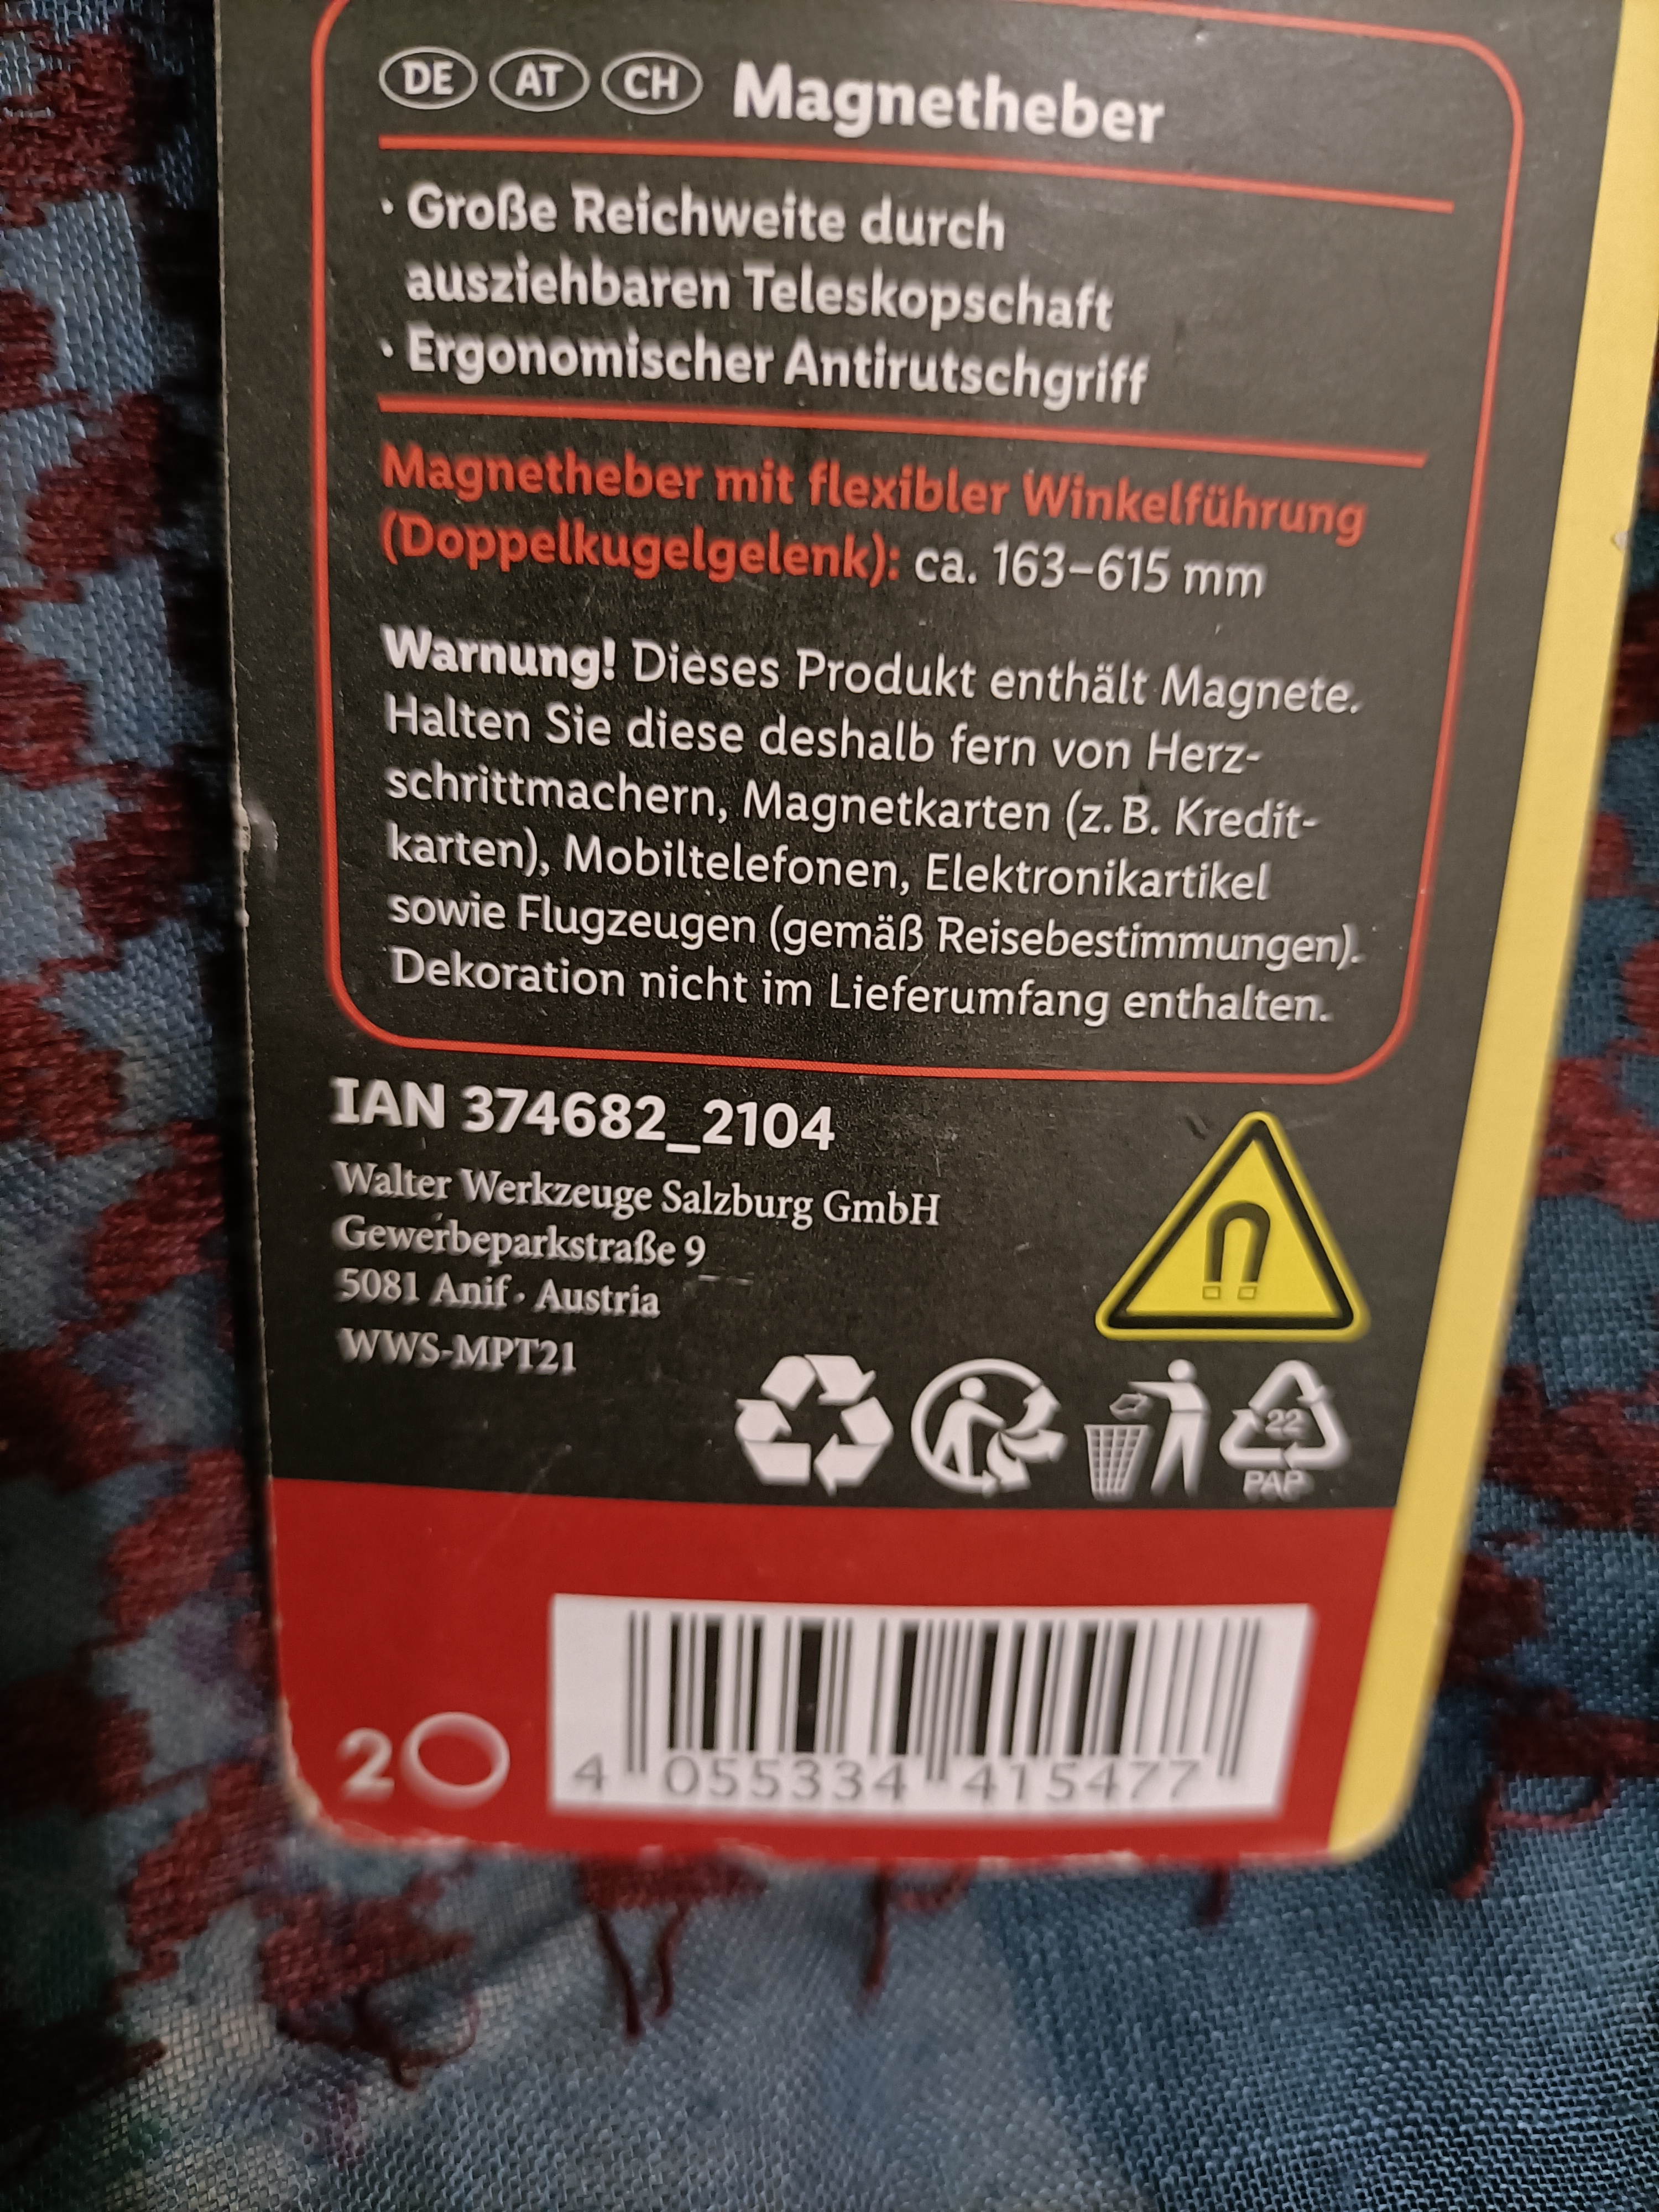 DE AT CH Magnetheber
· Große Reichweite durch
ausziehbaren Teleskopschaft
· Ergonomischer Antirutschgriff
Magnetheber mit flexibler Winkelführung
(Doppelkugelgelenk): ca. 163–615 mm
Warnung! Dieses Produkt enthält Magnete.
Halten Sie diese deshalb fern von Herz-
schrittmachern, Magnetkarten (z. B. Kredit-
karten), Mobiltelefonen, Elektronikartikel
sowie Flugzeugen (gemäß Reisebestimmungen).
Dekoration nicht im Lieferumfang enthalten.
IAN 374682_2104
Walter Werkzeuge Salzburg GmbH
Gewerbeparkstraße 9
5081 Anif · Austria
WWS-MPT21
22
PAP
2
4 055334 415477